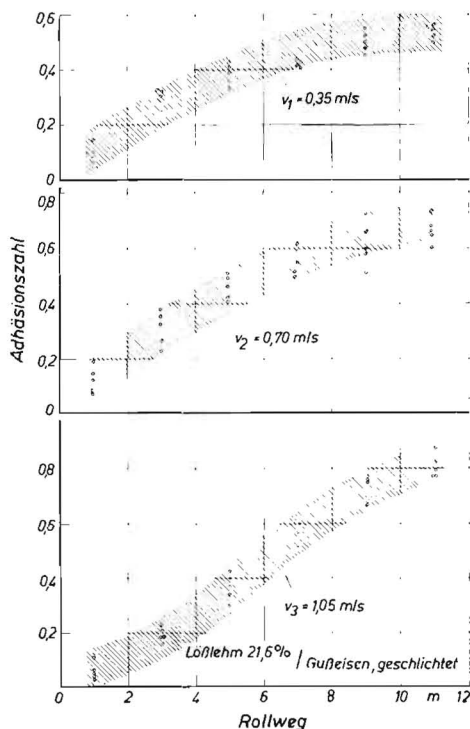 0,6
0,4
v₁ = 0,35 m/s
0,2
0
0,8
0,6
0,4
v₂ = 0,70 m/s
0,2
0
Adhäsionszahl
0,8
0,6
0,4
v₃ = 1,05 m/s
0,2
Lößlehm 21,6% / Gußeisen, geschlichtet
0 2 4 6 8 10 m 12
Rollweg